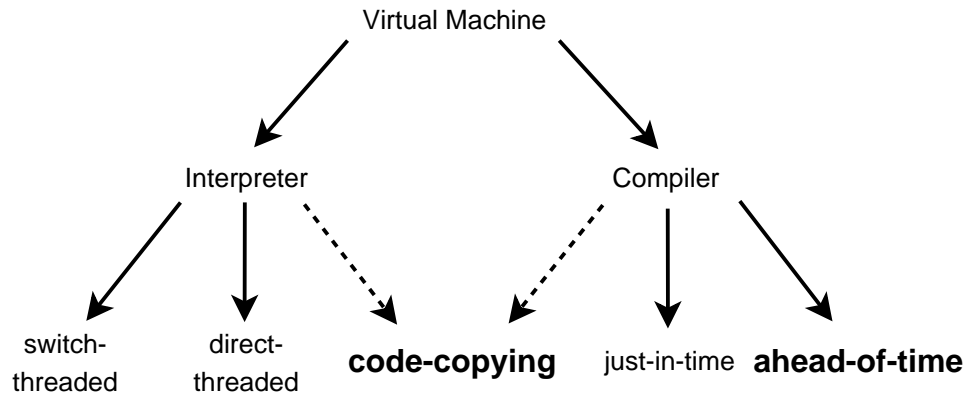 Virtual Machine
Interpreter
Compiler
switch-
threaded
direct-
threaded
code-copying
just-in-time
ahead-of-time